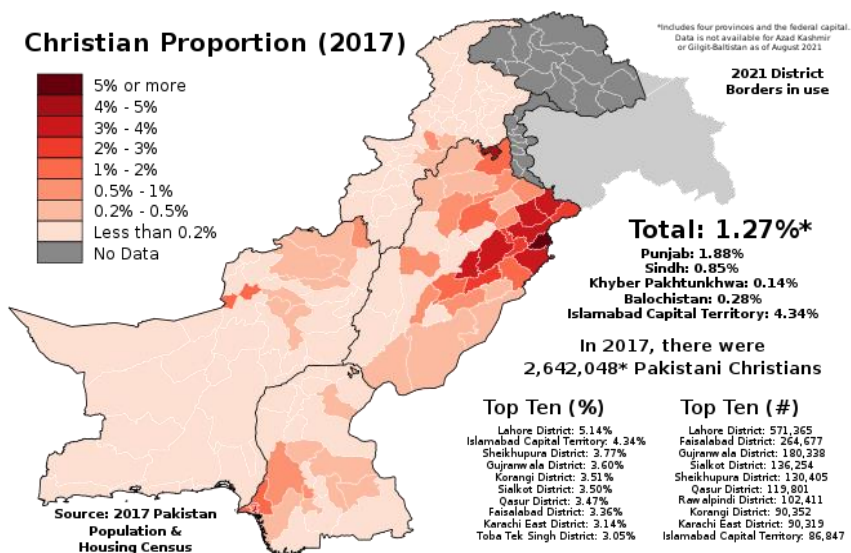 Christian Proportion (2017)
5% or more
4% - 5%
3% - 4%
2% - 3%
1% - 2%
0.5% - 1%
0.2% - 0.5%
Less than 0.2%
No Data
*Includes four provinces and the federal capital.
Data is not available for Azad Kashmir
or Gilgit-Baltistan as of August 2021
2021 District
Borders in use
Total: 1.27%*
Punjab: 1.88%
Sindh: 0.85%
Khyber Pakhtunkhwa: 0.14%
Balochistan: 0.28%
Islamabad Capital Territory: 4.34%
In 2017, there were
2,642,048* Pakistani Christians
Top Ten (%)
Lahore District: 5.14%
Islamabad Capital Territory: 4.34%
Sheikhupura District: 3.77%
Gujranwala District: 3.60%
Korangi District: 3.51%
Sialkot District: 3.50%
Qasur District: 3.47%
Faisalabad District: 3.36%
Karachi East District: 3.14%
Toba Tek Singh District: 3.05%
Top Ten (#)
Lahore District: 571,365
Faisalabad District: 264,677
Gujranwala District: 180,338
Sialkot District: 136,254
Sheikhupura District: 130,405
Qasur District: 119,801
Rawalpindi District: 102,411
Korangi District: 90,352
Karachi East District: 90,319
Islamabad Capital Territory: 86,847
Source: 2017 Pakistan
Population &
Housing Census